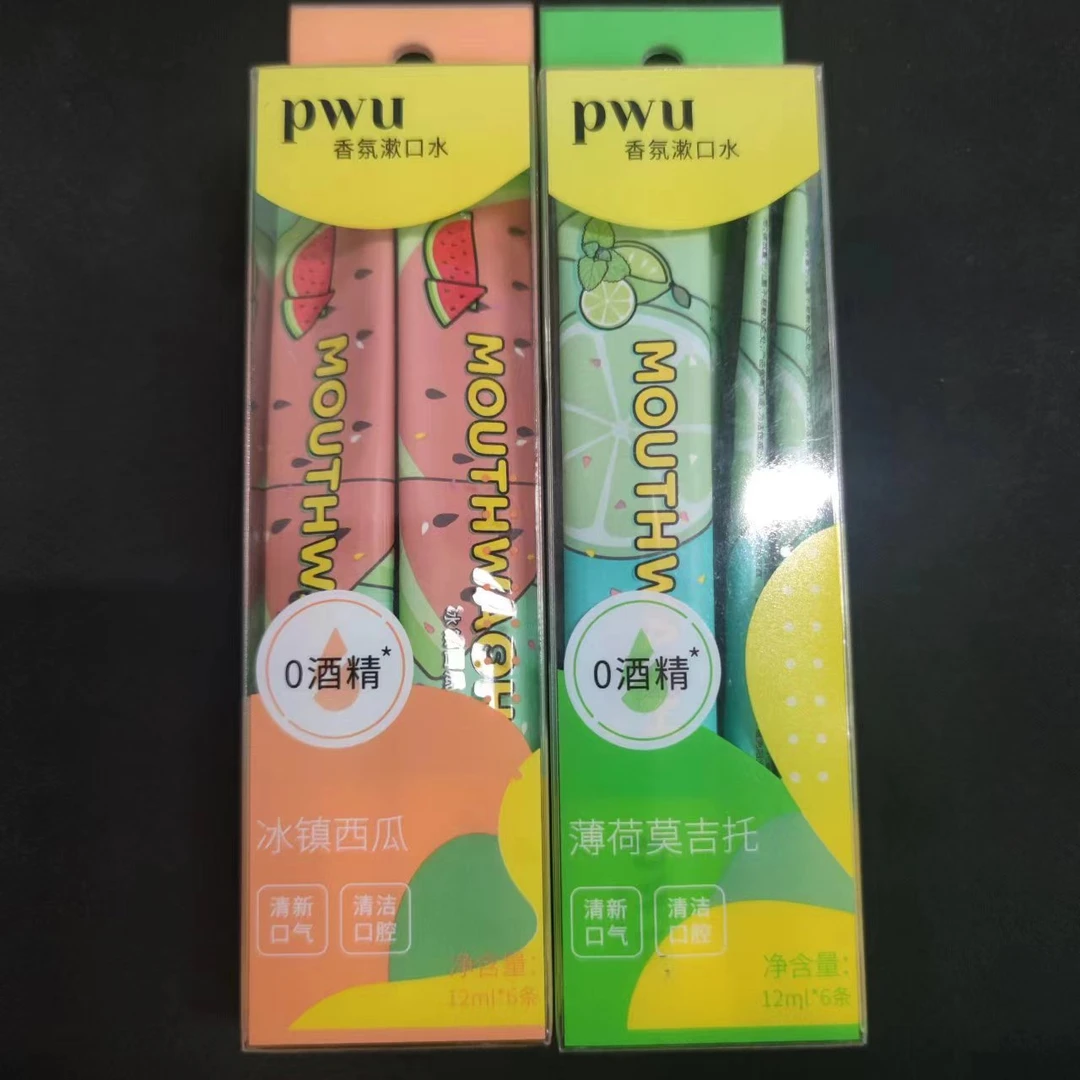 pwu
香氛漱口水
MOUTHW
MOUTHWASH
0酒精*
冰镇西瓜
清新
口气
清洁
口腔
净含量:
12ml*6条
pwu
香氛漱口水
MOUTHW
0酒精*
薄荷莫吉托
清新
口气
清洁
口腔
净含量:
12ml*6条